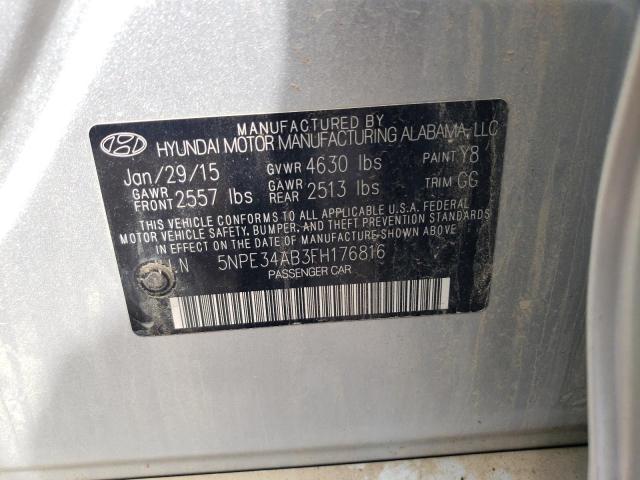 MANUFACTURED BY
HYUNDAI MOTOR MANUFACTURING ALABAMA, LLC
Jan/29/15 GVWR 4630 lbs PAINT Y8
GAWR FRONT 2557 lbs GAWR REAR 2513 lbs TRIM GG
THIS VEHICLE CONFORMS TO ALL APPLICABLE U.S.A. FEDERAL
MOTOR VEHICLE SAFETY, BUMPER, AND THEFT PREVENTION STANDARDS
IN EFFECT ON THE DATE OF MANUFACTURE SHOWN ABOVE
5NPE34AB3FH176816
PASSENGER CAR